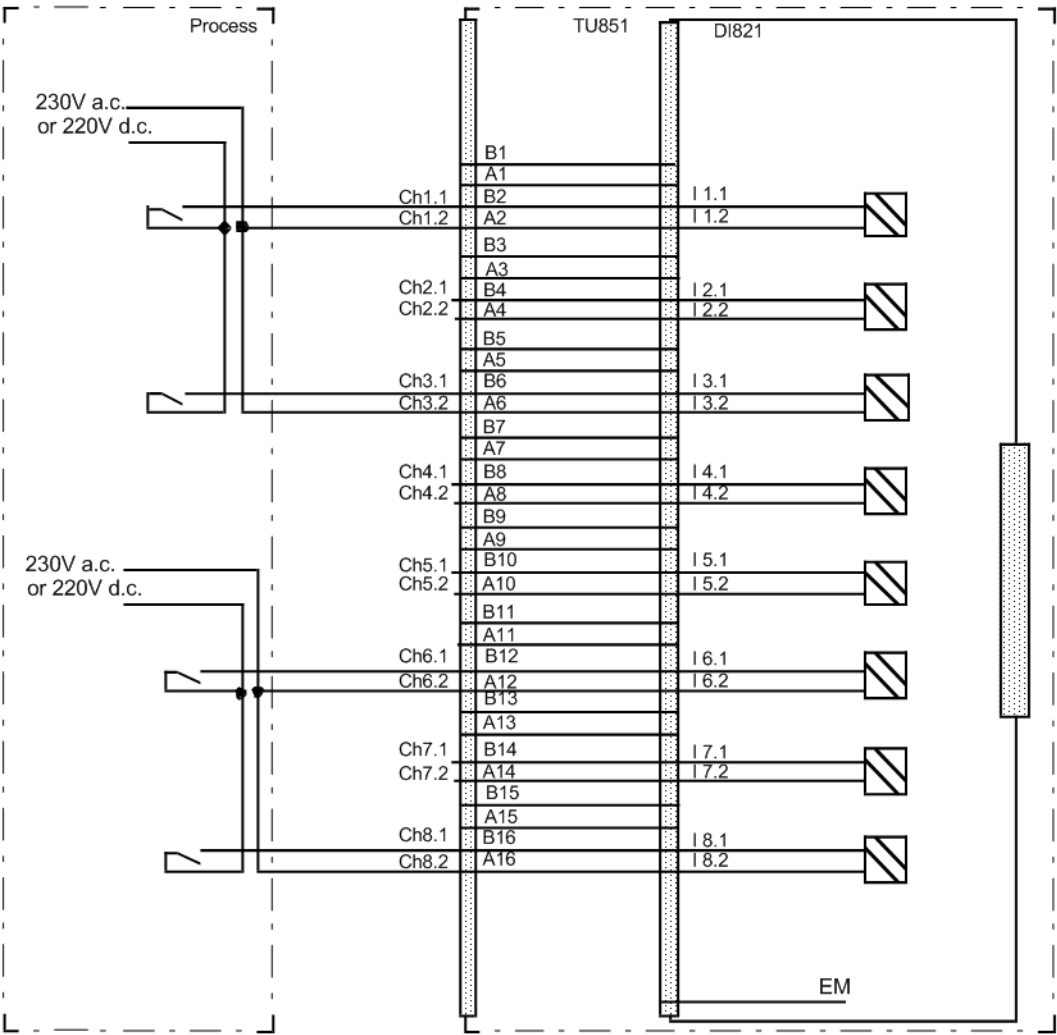 Process
TU851
DI821
230V a.c.
or 220V d.c.
B1
A1
Ch1.1
B2
I 1.1
Ch1.2
A2
I 1.2
B3
A3
Ch2.1
B4
I 2.1
Ch2.2
A4
I 2.2
B5
A5
Ch3.1
B6
I 3.1
Ch3.2
A6
I 3.2
B7
A7
Ch4.1
B8
I 4.1
Ch4.2
A8
I 4.2
B9
A9
230V a.c.
or 220V d.c.
Ch5.1
B10
I 5.1
Ch5.2
A10
I 5.2
B11
A11
Ch6.1
B12
I 6.1
Ch6.2
A12
I 6.2
B13
A13
Ch7.1
B14
I 7.1
Ch7.2
A14
I 7.2
B15
A15
Ch8.1
B16
I 8.1
Ch8.2
A16
I 8.2
EM